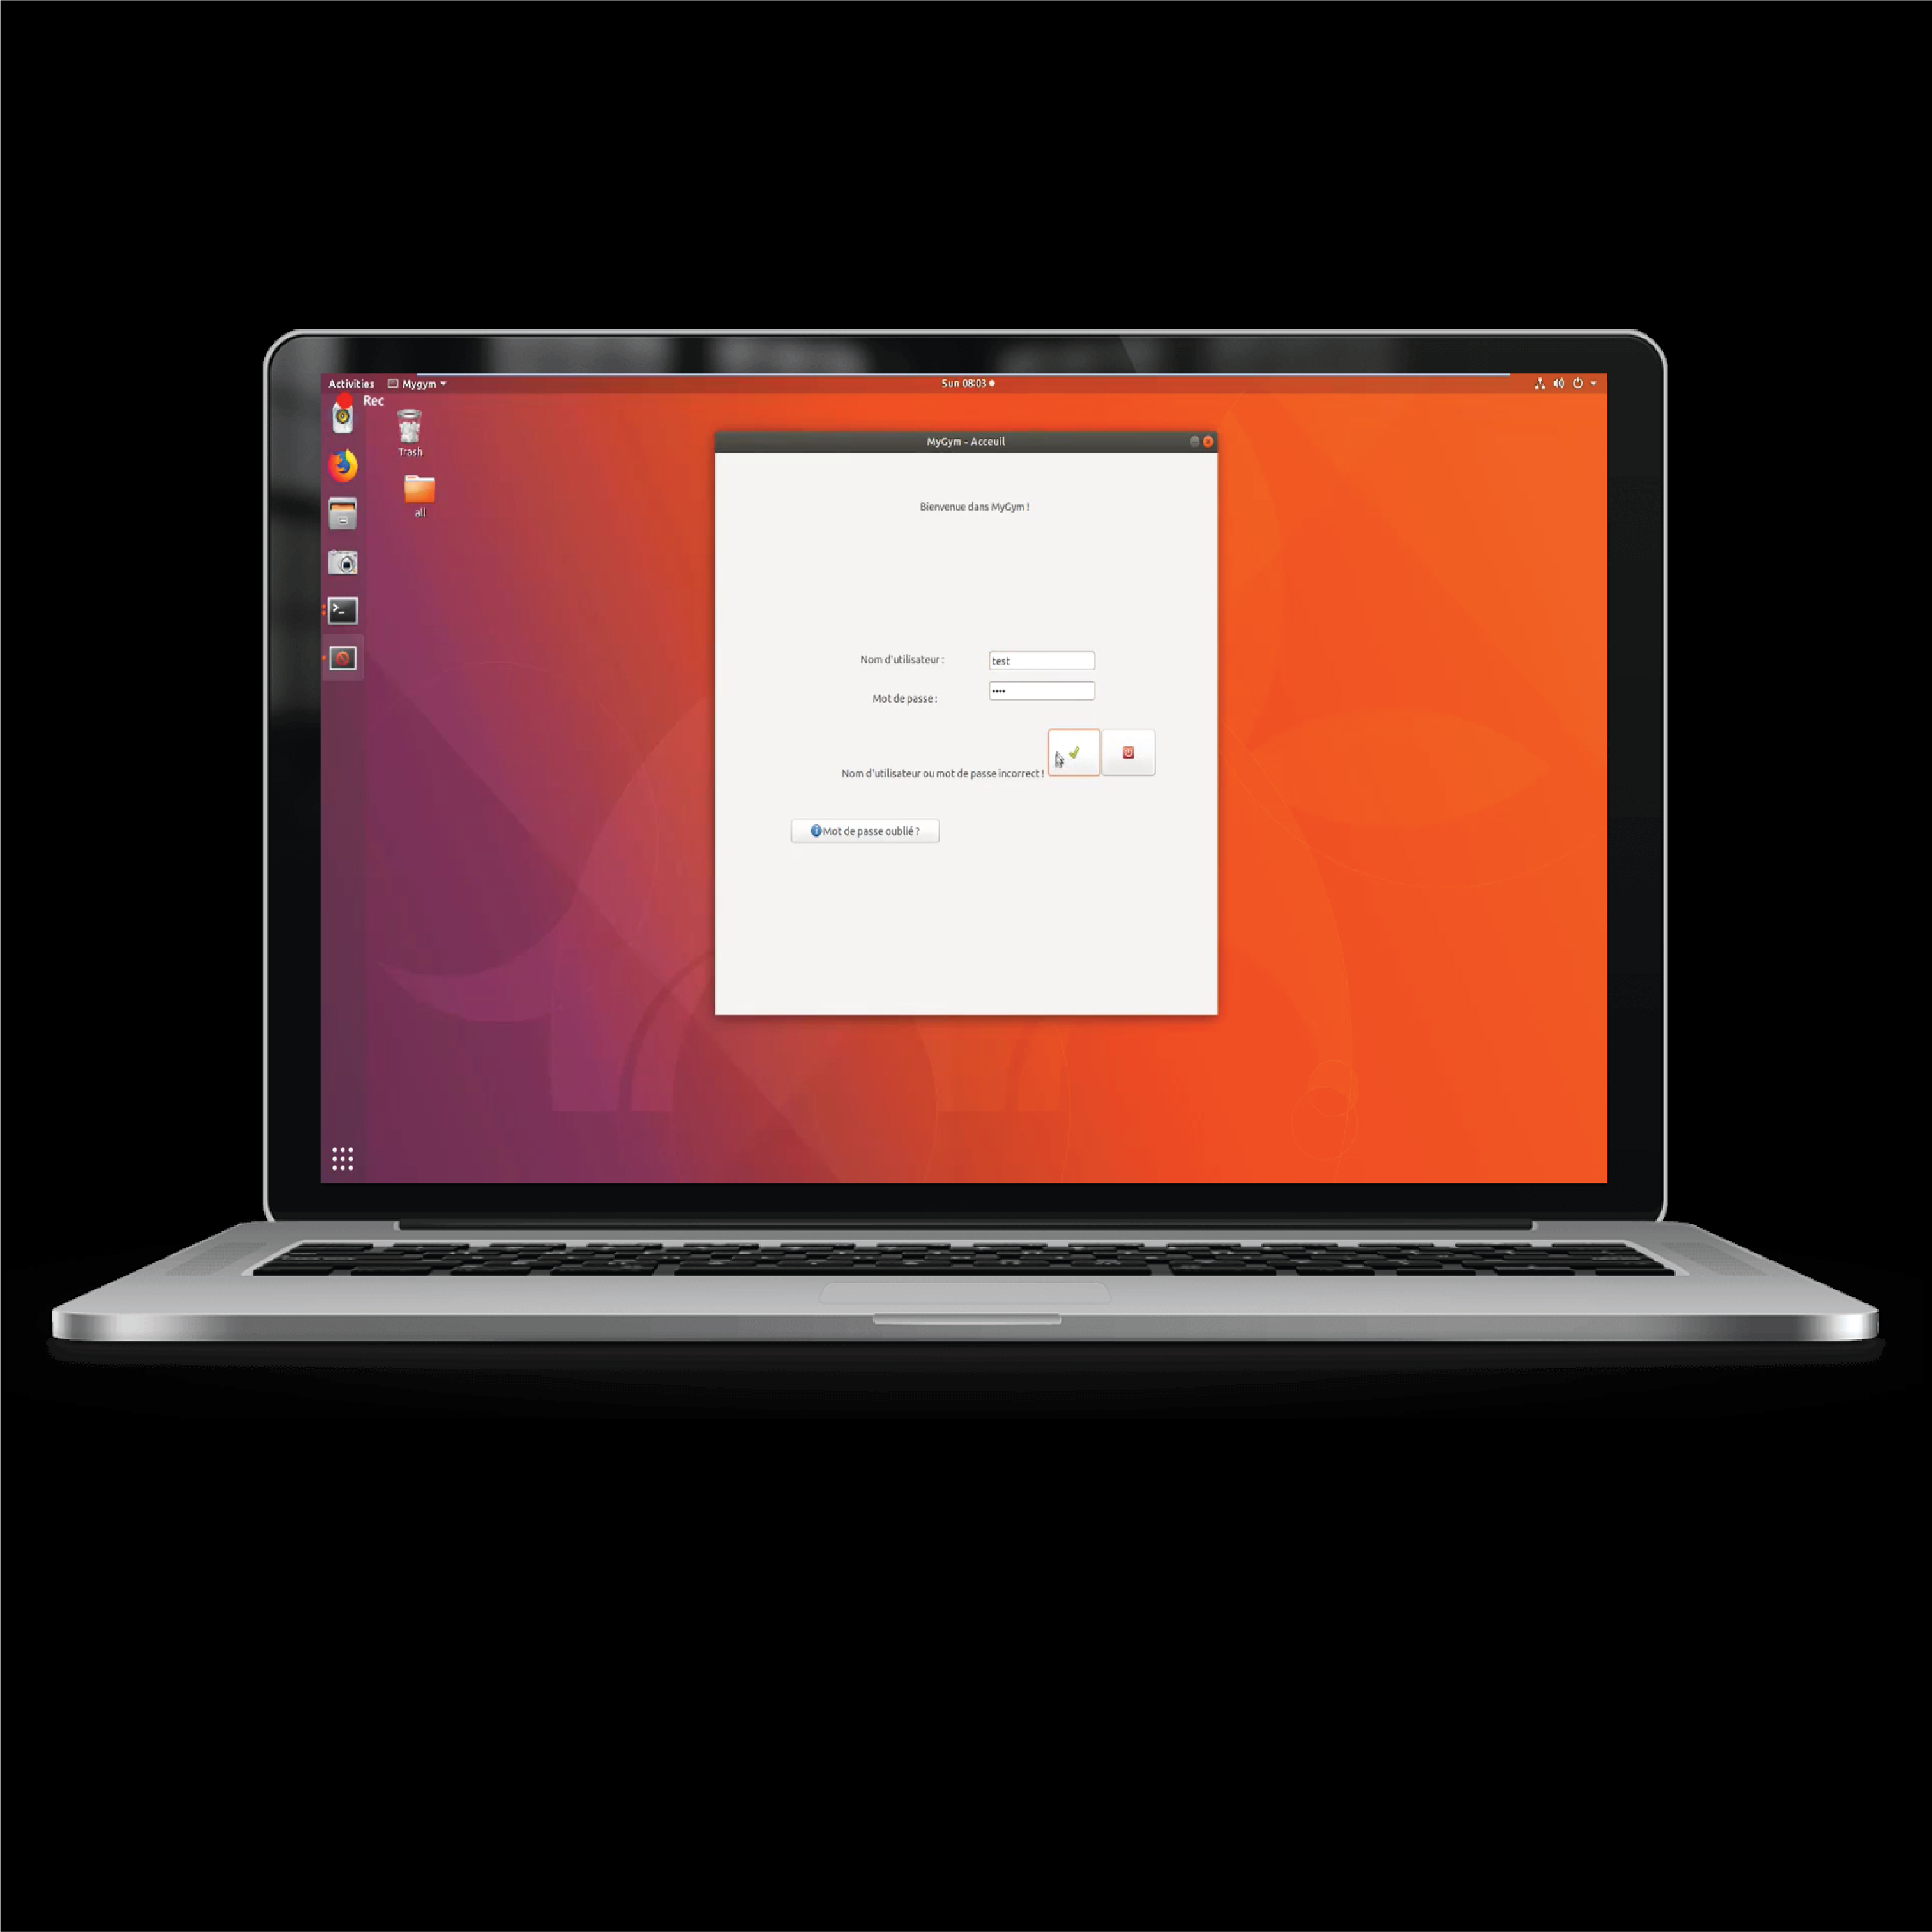 Activities Mygym Sun 08:03
Rec
Trash
all
MyGym - Acceuil
Bienvenue dans MyGym !
Nom d'utilisateur : test
Mot de passe : ••••
Nom d'utilisateur ou mot de passe incorrect !
Mot de passe oublié ?